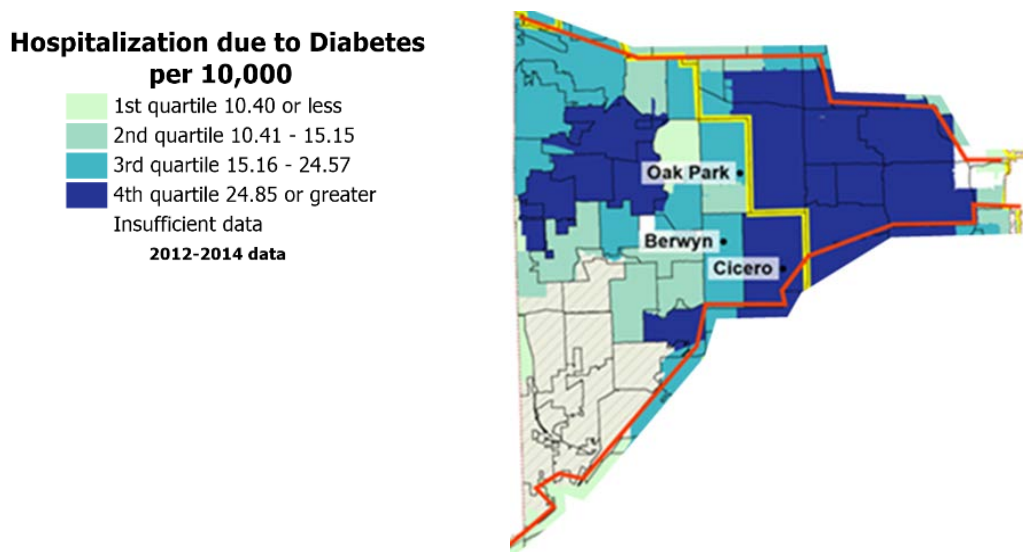 Hospitalization due to Diabetes
per 10,000
1st quartile 10.40 or less
2nd quartile 10.41 - 15.15
3rd quartile 15.16 - 24.57
4th quartile 24.85 or greater
Insufficient data
2012-2014 data
Oak Park
Berwyn
Cicero